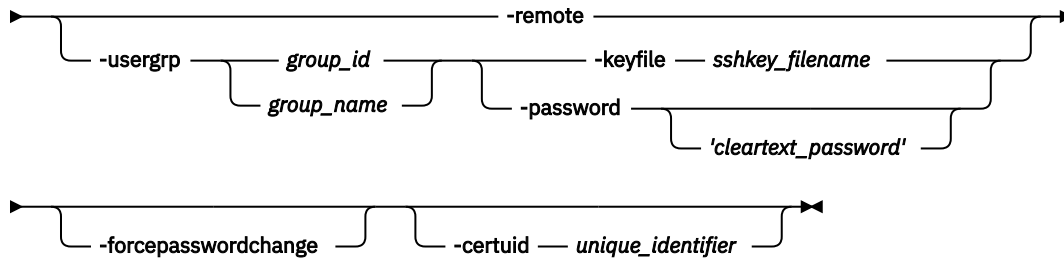 -remote
-usergrp group_id -keyfile sshkey_filename
group_name -password
'cleartext_password'
-forcepasswordchange -certuid unique_identifier